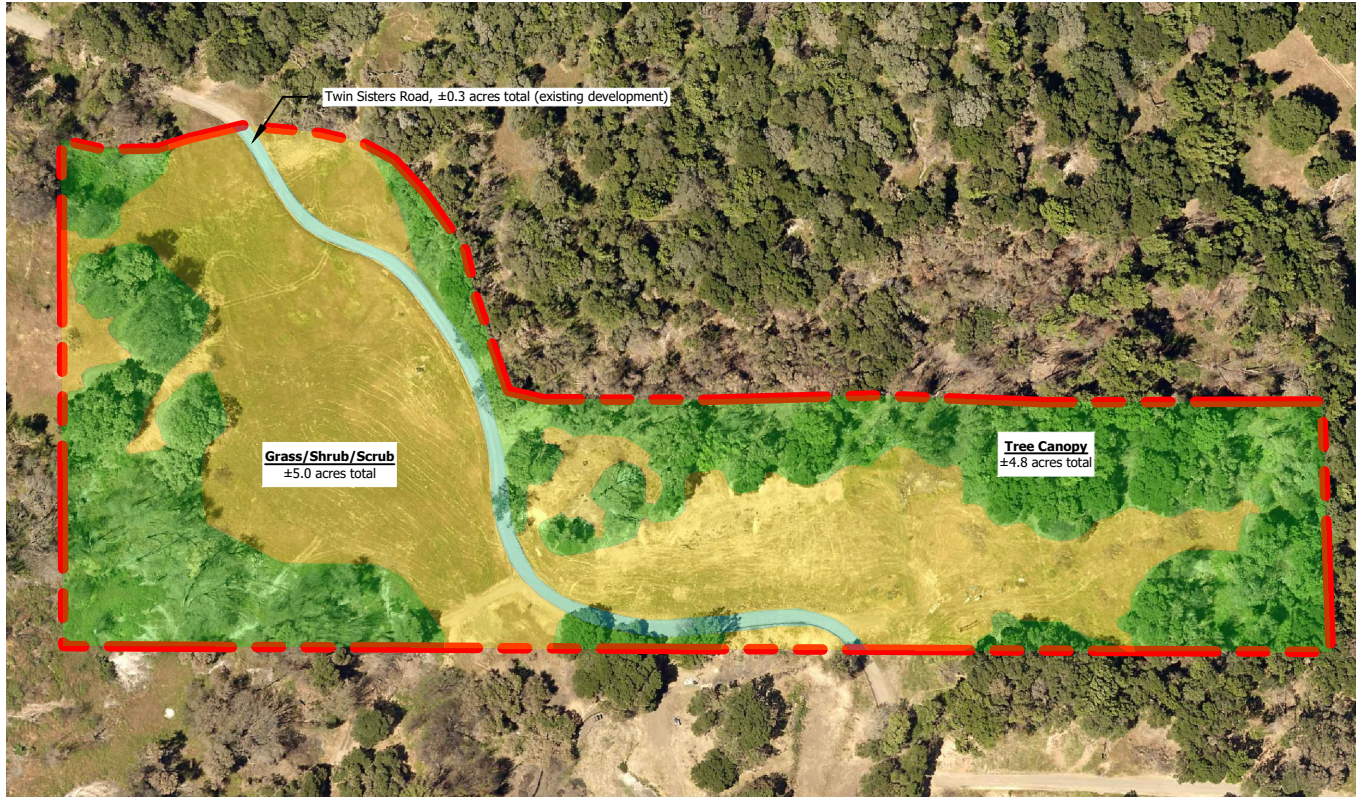 Twin Sisters Road, ±0.3 acres total (existing development)
Grass/Shrub/Scrub
±5.0 acres total
Tree Canopy
±4.8 acres total